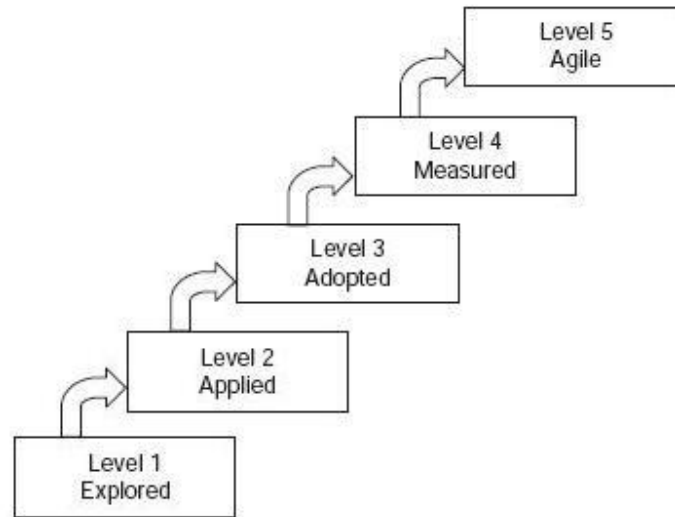 Level 5
Agile
Level 4
Measured
Level 3
Adopted
Level 2
Applied
Level 1
Explored